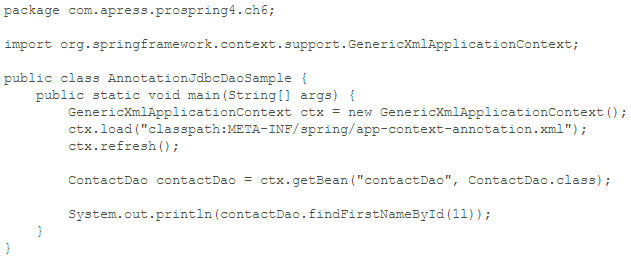 package com.apress.prospring4.ch6;
import org.springframework.context.support.GenericXmlApplicationContext;
public class AnnotationJdbcDaoSample {
public static void main(String[] args) {
GenericXmlApplicationContext ctx = new GenericXmlApplicationContext();
ctx.load("classpath:META-INF/spring/app-context-annotation.xml");
ctx.refresh();
ContactDao contactDao = ctx.getBean("contactDao", ContactDao.class);
System.out.println(contactDao.findFirstNameById(1l));
}
}